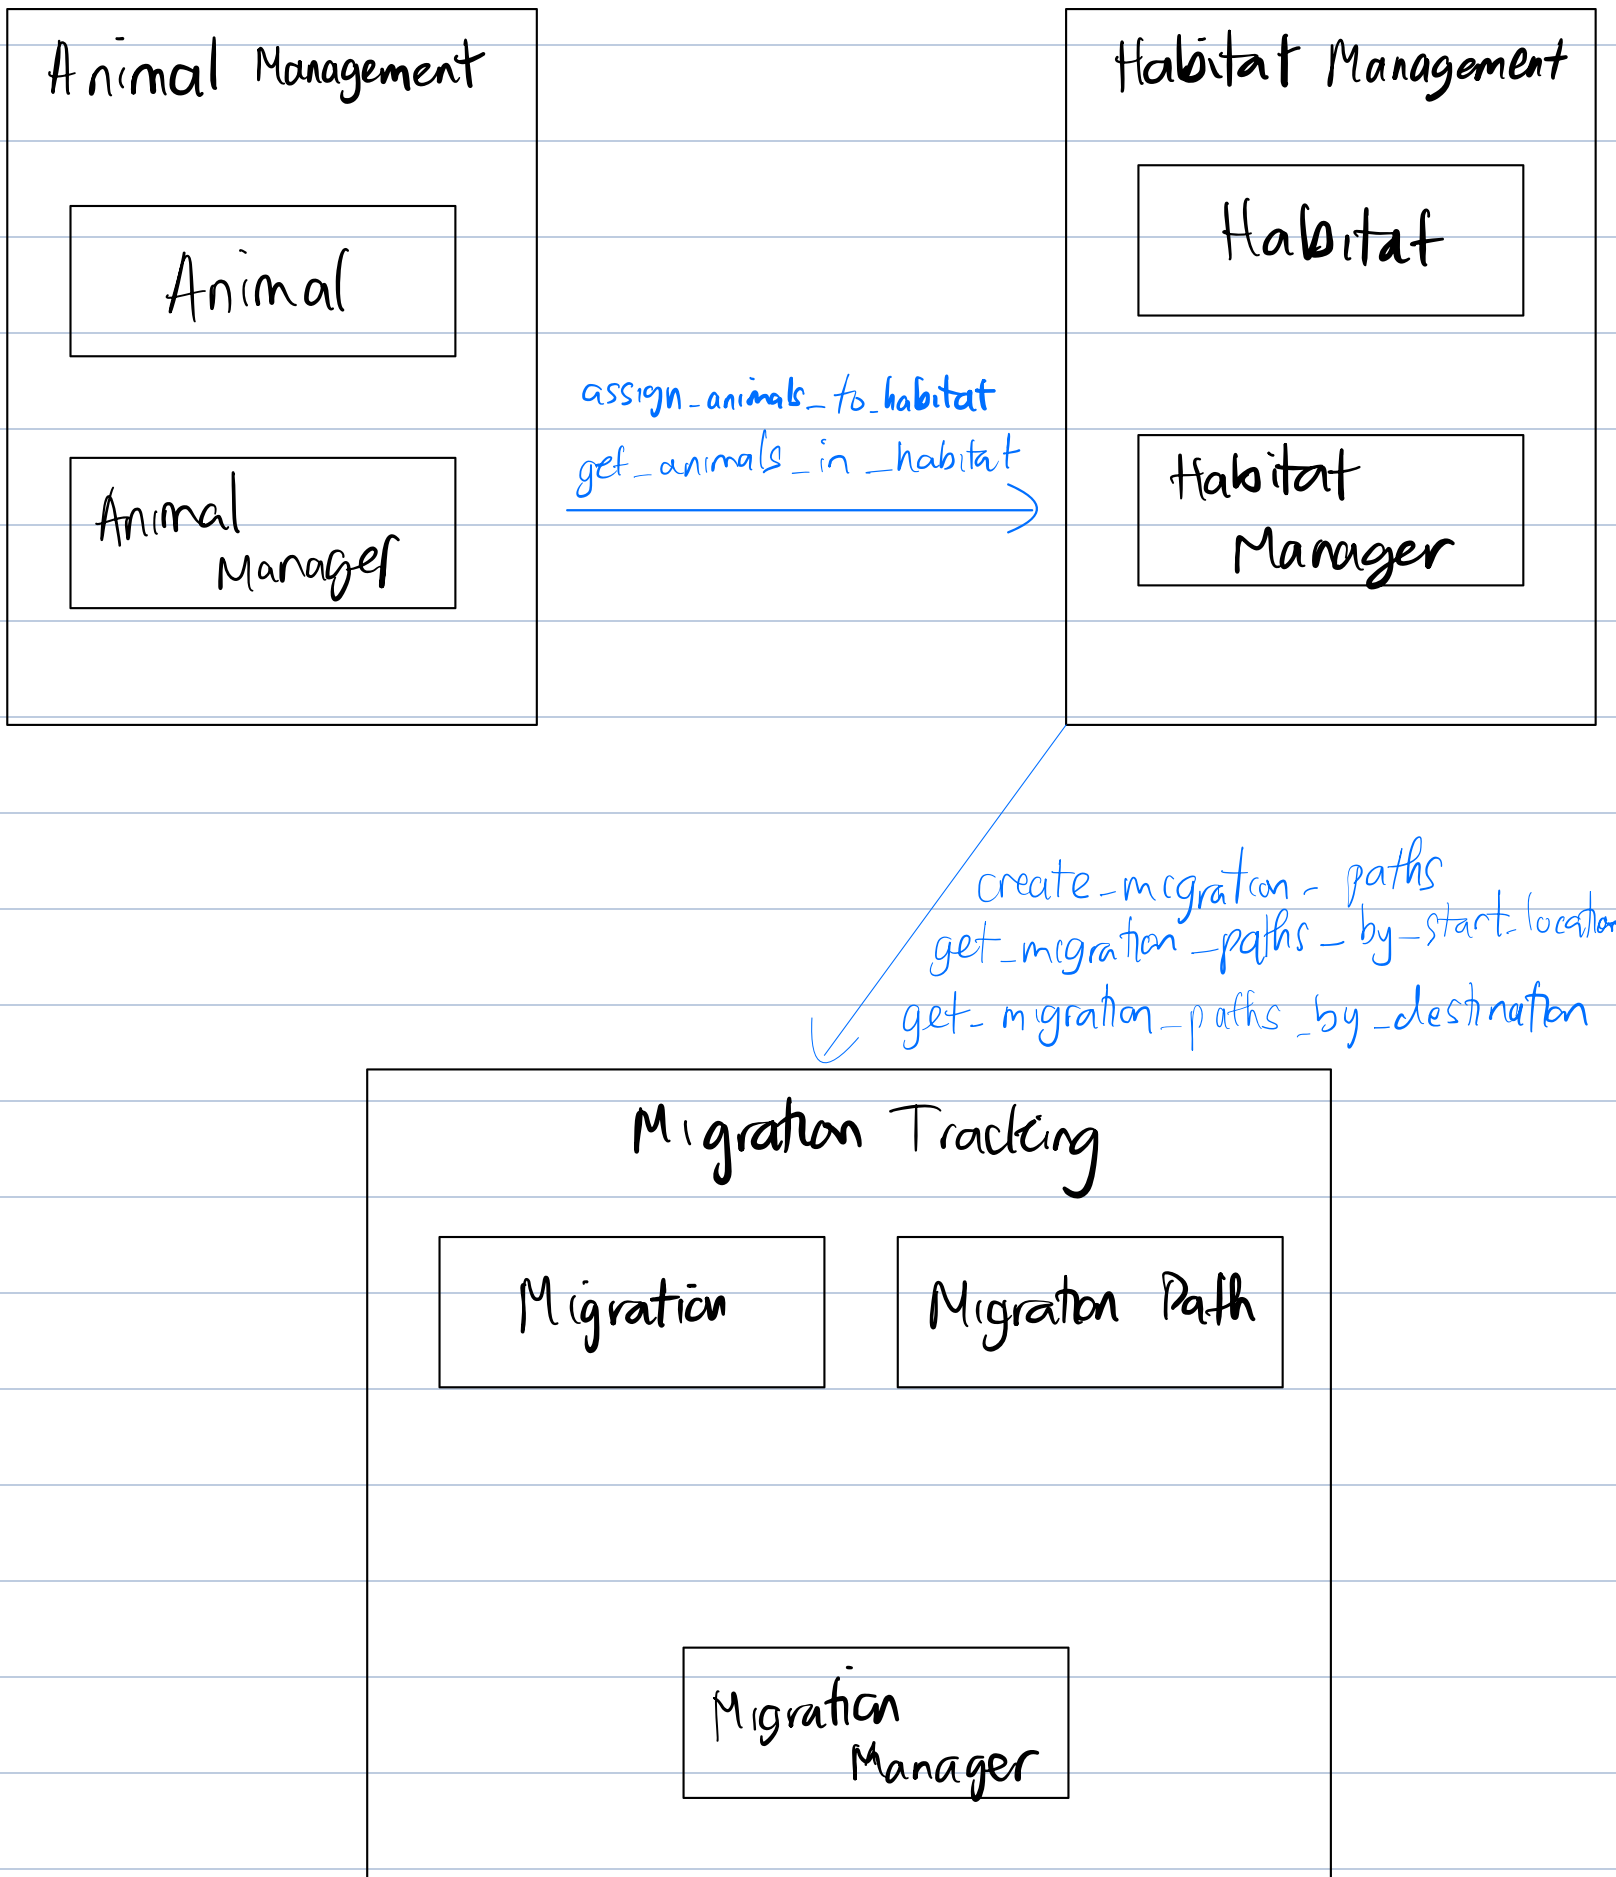 Animal Management
Animal
Animal
Manager
assign_animals_to_habitat
get_animals_in_habitat
Habitat Management
Habitat
Habitat
Manager
create_migration_paths
get_migration_paths_by_start_location
get_migration_paths_by_destination
Migration Tracking
Migration
Migration Path
Migration
Manager